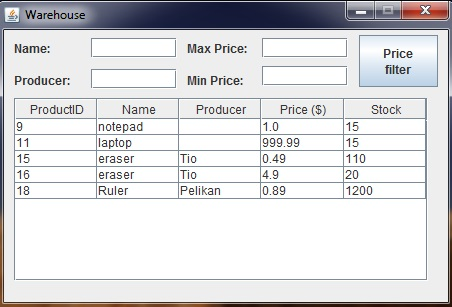 Warehouse
Name: Max Price: Price filter
Producer: Min Price:
ProductID Name Producer Price ($) Stock
9 notepad 1.0 15
11 laptop 999.99 15
15 eraser Tio 0.49 110
16 eraser Tio 4.9 20
18 Ruler Pelikan 0.89 1200